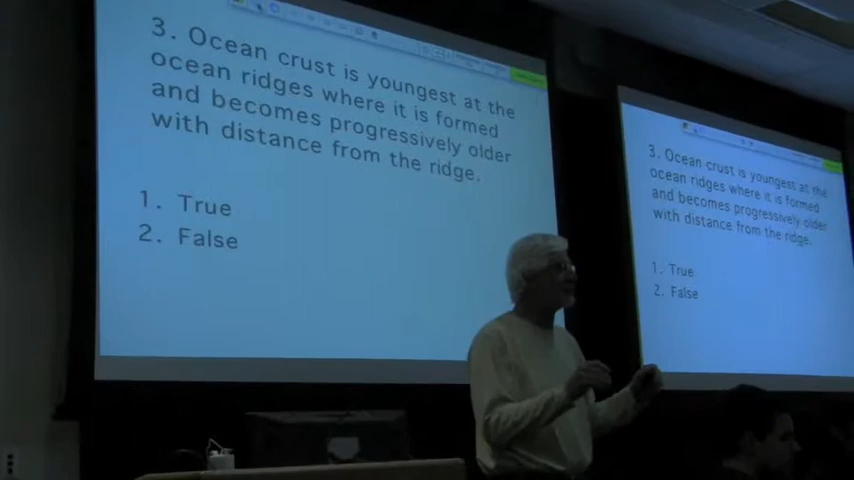 3. Ocean crust is youngest at the
ocean ridges where it is formed
and becomes progressively older
with distance from the ridge.
1. True
2. False
3. Ocean crust is youngest at the
ocean ridges where it is formed
and becomes progressively older
with distance from the ridge.
1. True
2. False